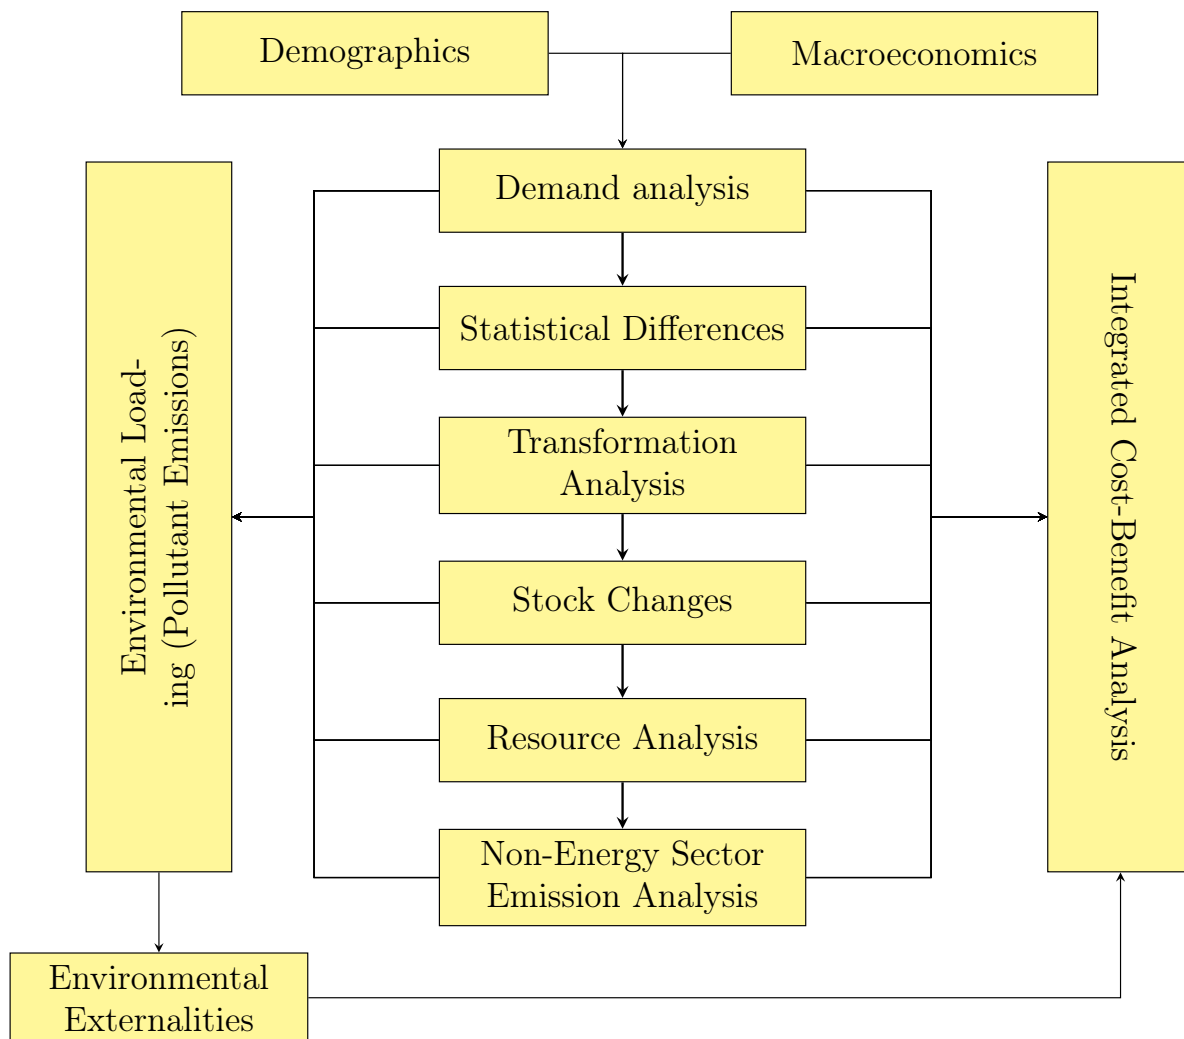 Demographics
Macroeconomics
Demand analysis
Statistical Differences
Transformation
Analysis
Stock Changes
Resource Analysis
Non-Energy Sector
Emission Analysis
Environmental Load-
ing (Pollutant Emissions)
Integrated Cost-Benefit Analysis
Environmental
Externalities